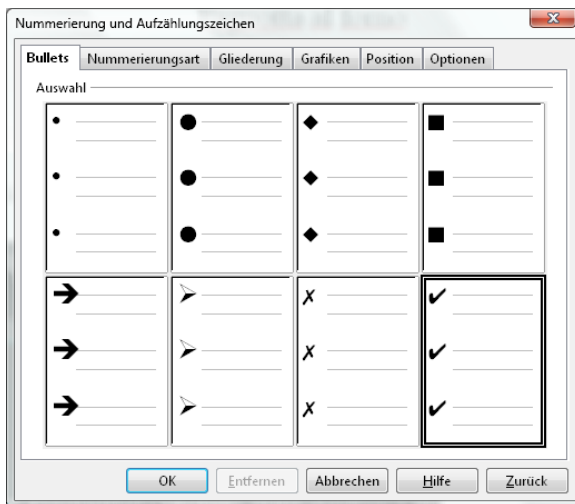 Nummerierung und Aufzählungszeichen
Bullets Nummerierungsart Gliederung Grafiken Position Optionen
Auswahl
OK Entfernen Abbrechen Hilfe Zurück